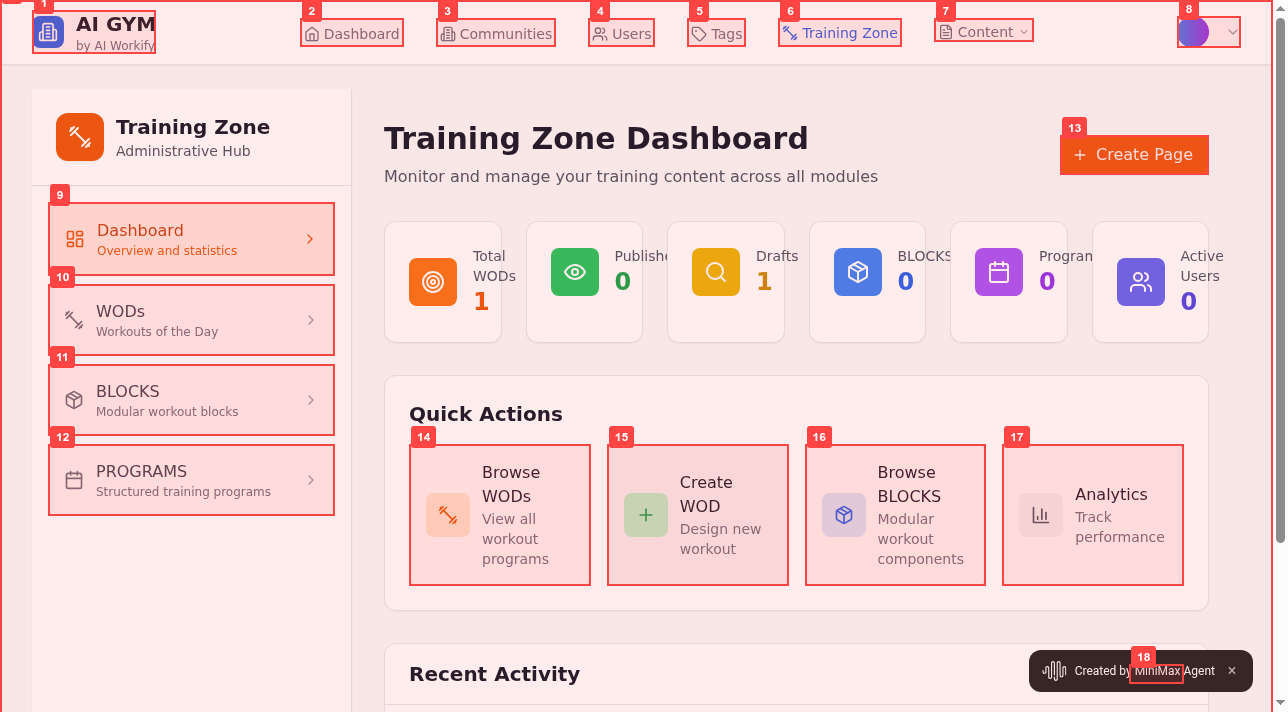 1
AI GYM
by AI Workify
2
Dashboard
3
Communities
4
Users
5
Tags
6
Training Zone
7
Content
8
Training Zone
Administrative Hub
9
Dashboard
Overview and statistics
10
WODs
Workouts of the Day
11
BLOCKS
Modular workout blocks
12
PROGRAMS
Structured training programs
Training Zone Dashboard
Monitor and manage your training content across all modules
13
Create Page
Total
WODs
1
Publishe
0
Drafts
1
BLOCKS
0
Program
0
Active
Users
0
Quick Actions
14
Browse
WODs
View all
workout
programs
15
Create
WOD
Design new
workout
16
Browse
BLOCKS
Modular
workout
components
17
Analytics
Track
performance
Recent Activity
18
Created by MiniMax Agent